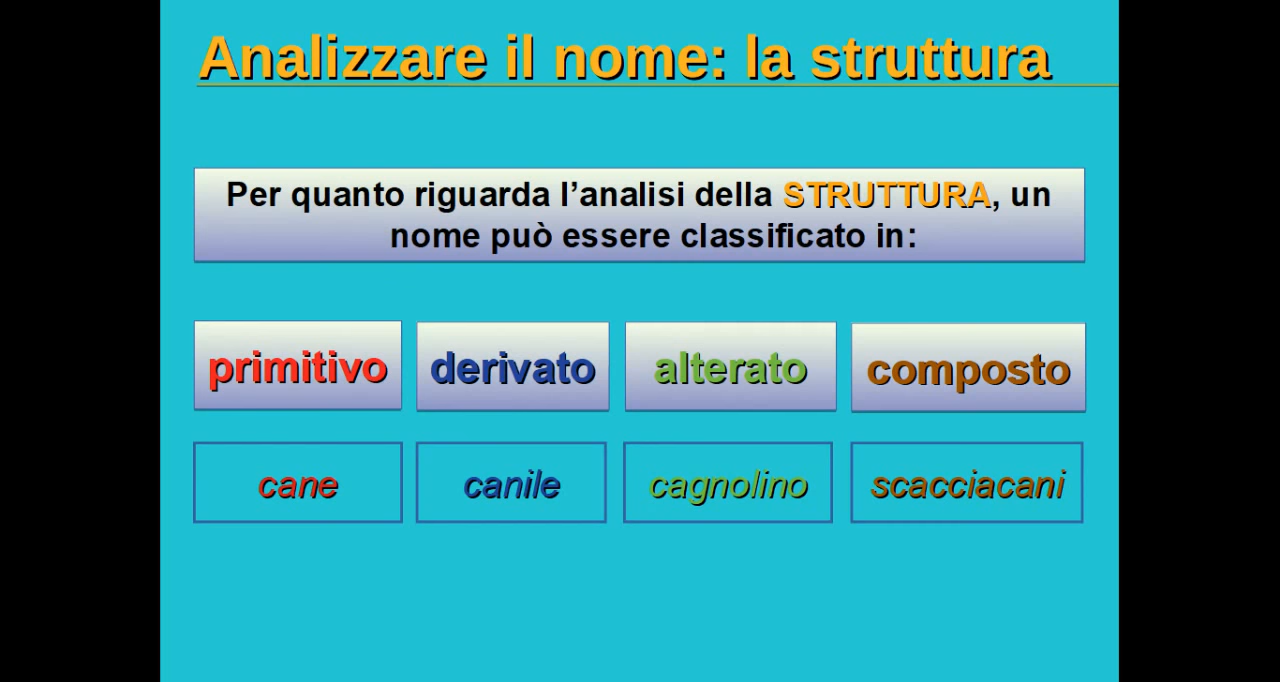 Analizzare il nome: la struttura
Per quanto riguarda l’analisi della STRUTTURA, un
nome può essere classificato in:
primitivo derivato alterato composto
cane canile cagnolino scacciacani